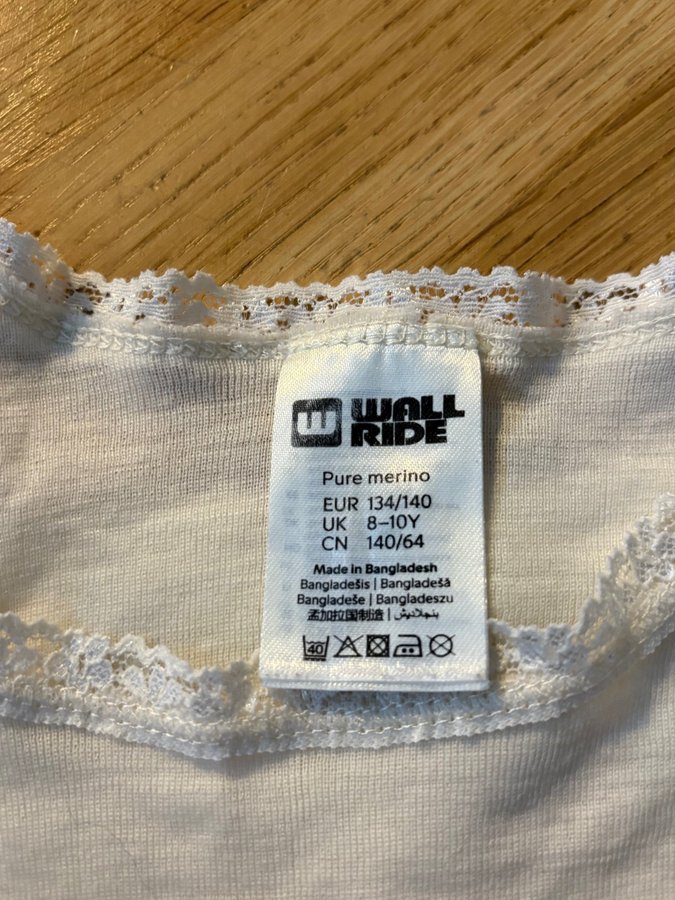 WALL
RIDE
Pure merino
EUR 134/140
UK 8–10Y
CN 140/64
Made in Bangladesh
Bangladešis | Bangladešā
Bangladeše | Bangladeszu
孟加拉国制造 | بنجلاديش
40